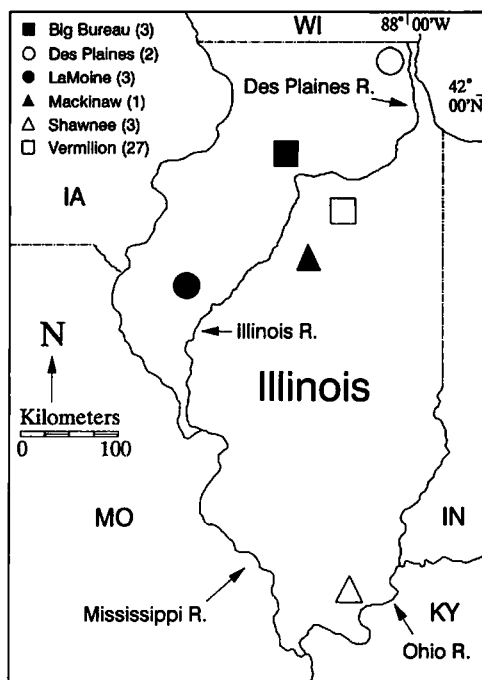 Big Bureau (3)
Des Plaines (2)
LaMoine (3)
Mackinaw (1)
Shawnee (3)
Vermilion (27)
WI
88° 00'W
Des Plaines R.
42°
00'N
IA
N
Illinois R.
Kilometers
0 100
Illinois
MO
IN
Mississippi R.
KY
Ohio R.